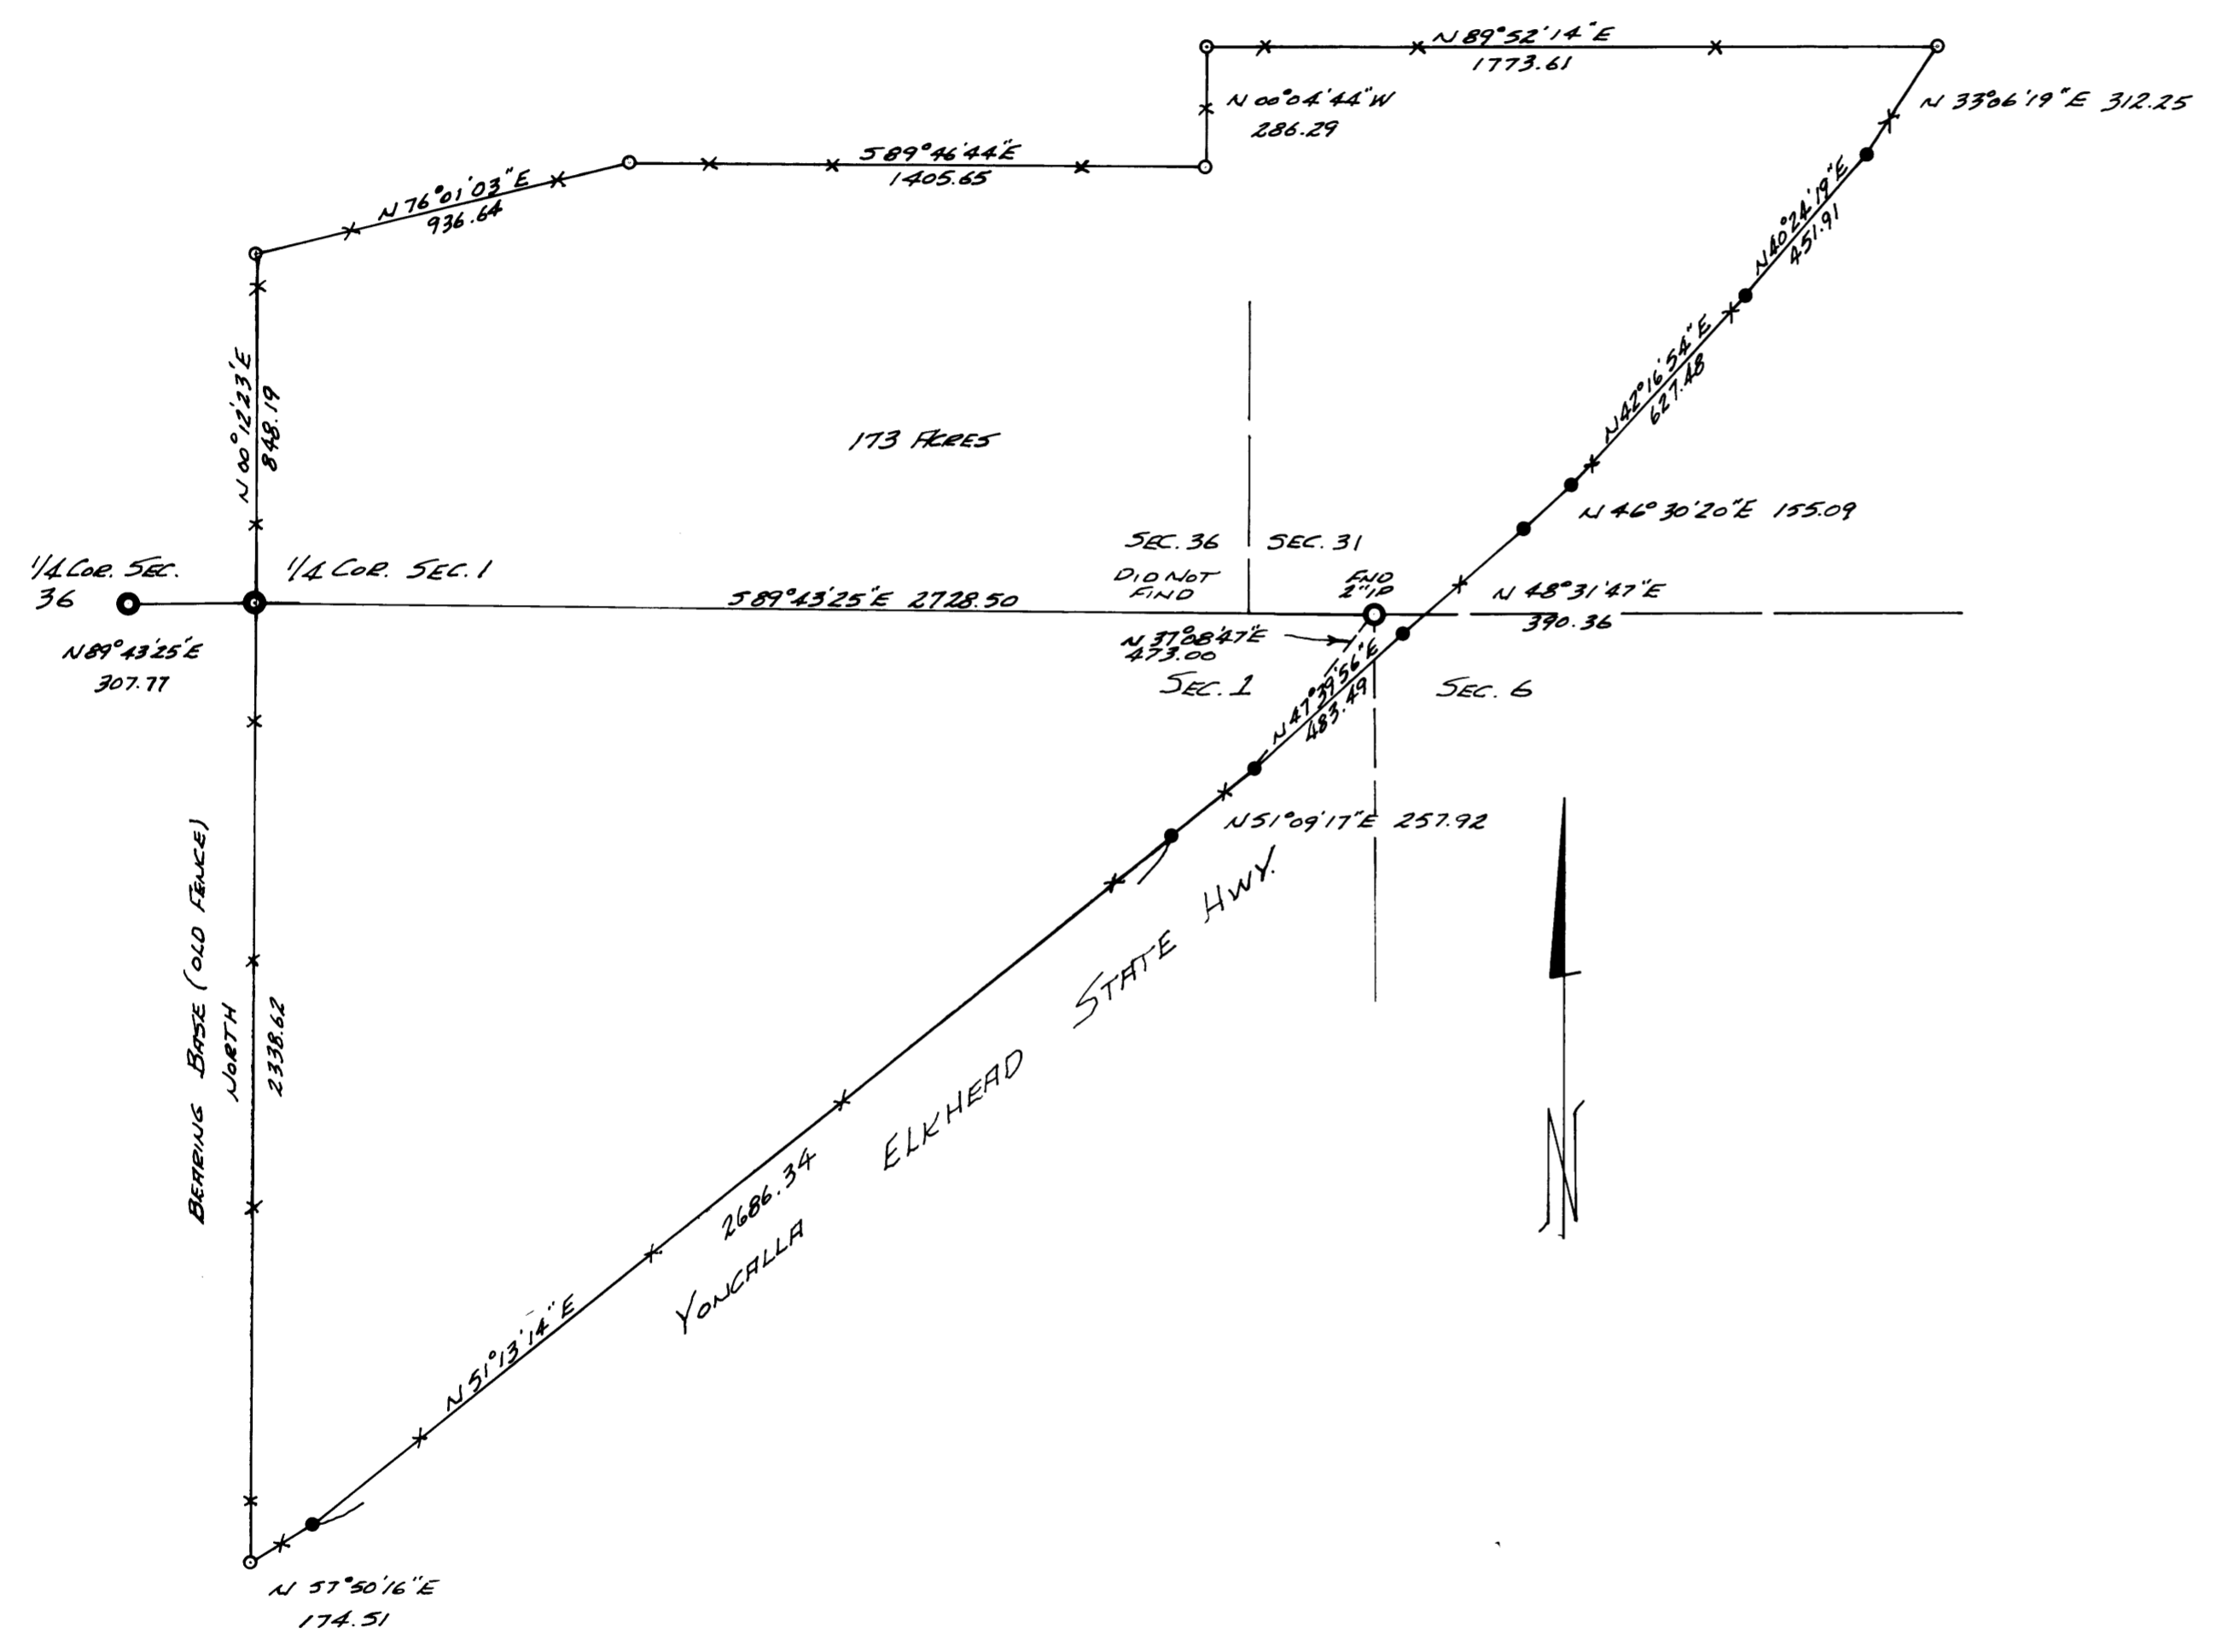 N 89°52'14"E
1773.61
N 00°04'44"W
286.29
N 33°06'19"E 312.25
S 89°46'44"E
1405.65
N 76°01'03"E
936.64
N 40°24'19"E
451.91
N 00°12'23'E
848.19
N 42°16'54"E
627.48
173 ACRES
N 46°30'20"E 155.09
SEC. 36
SEC. 31
1/4 COR. SEC.
36
1/4 COR. SEC. 1
DID NOT
FIND
FND
2" IP
S 89°43'25"E 2728.50
N 48°31'47"E
390.36
N 89°43'25'E
307.77
N 37°08'47"E
473.00
SEC. 1
SEC. 6
N 47°39'56"E
483.49
N 51°09'17"E 257.92
BEARING BASE (OLD FENCE)
NORTH
2338.62
YONCALLA ELKHEAD STATE HWY.
2686.34
N 51°13'14"E
N
N 57°50'16"E
174.51